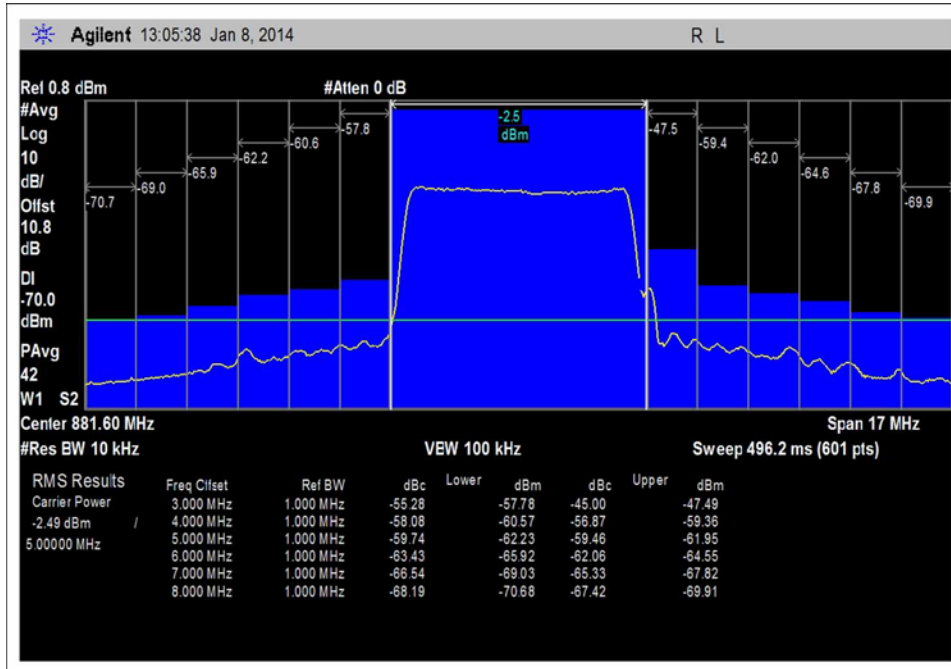 Agilent 13:05:38 Jan 8, 2014 R L
Ref 0.8 dBm #Atten 0 dB
#Avg
Log
10
dB/
Offst
10.8
dB
DI
-70.0
dBm
PAvg
42
W1 S2
-70.7 -69.0 -65.9 -62.2 -60.6 -57.8 -2.5 dBm -47.5 -59.4 -62.0 -64.6 -67.8 -69.9
Center 881.60 MHz Span 17 MHz
#Res BW 10 kHz VEW 100 kHz Sweep 496.2 ms (601 pts)
RMS Results Freq Cffset Ref BW dBc Lower dBm dBc Upper dBm
Carrier Power 3.000 MHz 1.000 MHz -55.28 -57.78 -45.00 -47.49
-2.49 dBm / 4.000 MHz 1.000 MHz -58.08 -60.57 -56.87 -59.36
5.00000 MHz 5.000 MHz 1.000 MHz -59.74 -62.23 -59.46 -61.95
6.000 MHz 1.000 MHz -63.43 -65.92 -62.06 -64.55
7.000 MHz 1.000 MHz -66.54 -69.03 -65.33 -67.82
8.000 MHz 1.000 MHz -68.19 -70.68 -67.42 -69.91